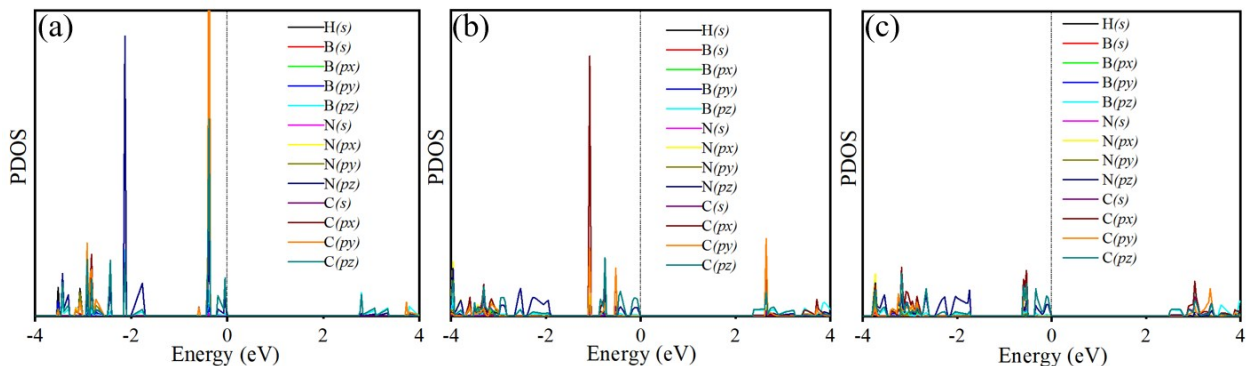 (a)
PDOS
H(s)
B(s)
B(px)
B(py)
B(pz)
N(s)
N(px)
N(py)
N(pz)
C(s)
C(px)
C(py)
C(pz)
-4 -2 0 2 4
Energy (eV)
(b)
PDOS
H(s)
B(s)
B(px)
B(py)
B(pz)
N(s)
N(px)
N(py)
N(pz)
C(s)
C(px)
C(py)
C(pz)
-4 -2 0 2 4
Energy (eV)
(c)
PDOS
H(s)
B(s)
B(px)
B(py)
B(pz)
N(s)
N(px)
N(py)
N(pz)
C(s)
C(px)
C(py)
C(pz)
-4 -2 0 2 4
Energy (eV)